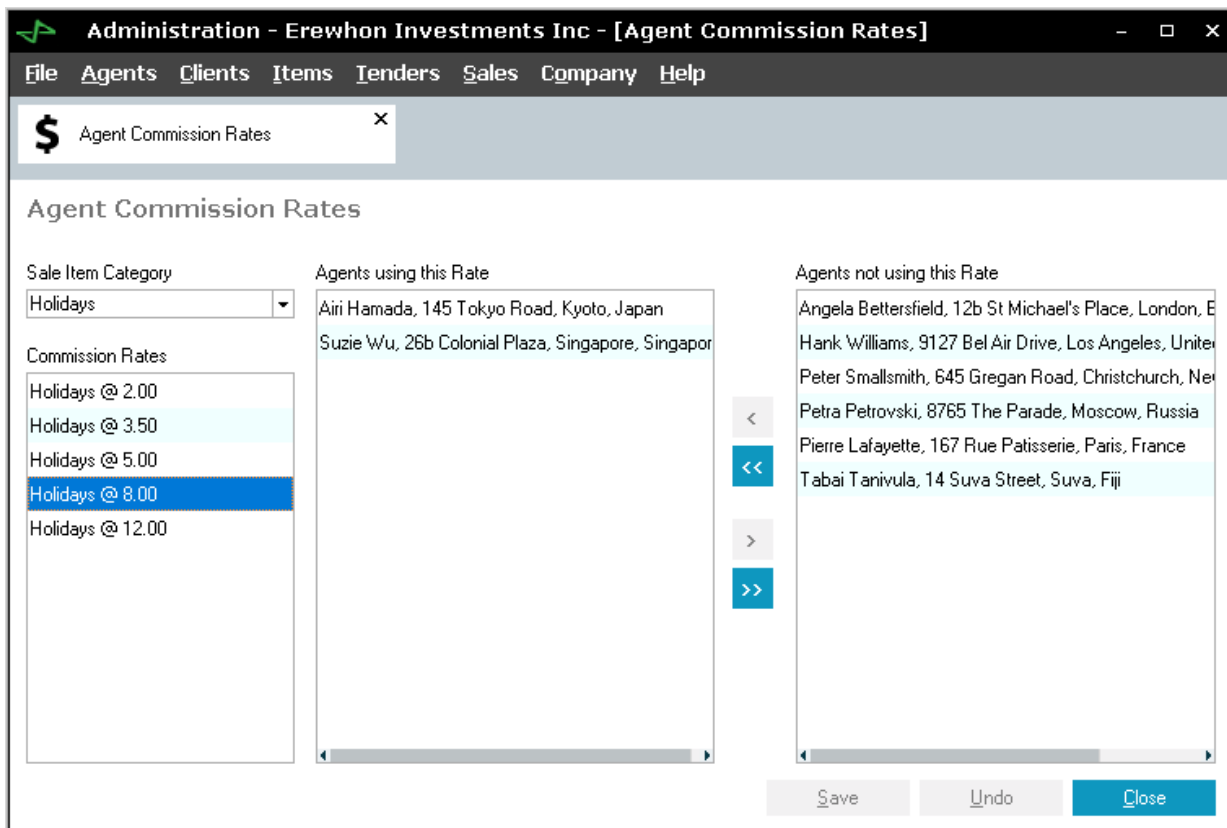 Administration - Erewhon Investments Inc - [Agent Commission Rates]
File Agents Clients Items Tenders Sales Company Help
$ Agent Commission Rates
Agent Commission Rates
Sale Item Category
Holidays
Commission Rates
Holidays @ 2.00
Holidays @ 3.50
Holidays @ 5.00
Holidays @ 8.00
Holidays @ 12.00
Agents using this Rate
Airi Hamada, 145 Tokyo Road, Kyoto, Japan
Suzie Wu, 26b Colonial Plaza, Singapore, Singapor
<
<<
>
>>
Agents not using this Rate
Angela Bettersfield, 12b St Michael's Place, London, E
Hank Williams, 9127 Bel Air Drive, Los Angeles, Unite
Peter Smallsmith, 645 Gregan Road, Christchurch, Ne
Petra Petrovski, 8765 The Parade, Moscow, Russia
Pierre Lafayette, 167 Rue Patisserie, Paris, France
Tabai Tanivula, 14 Suva Street, Suva, Fiji
Save Undo Close